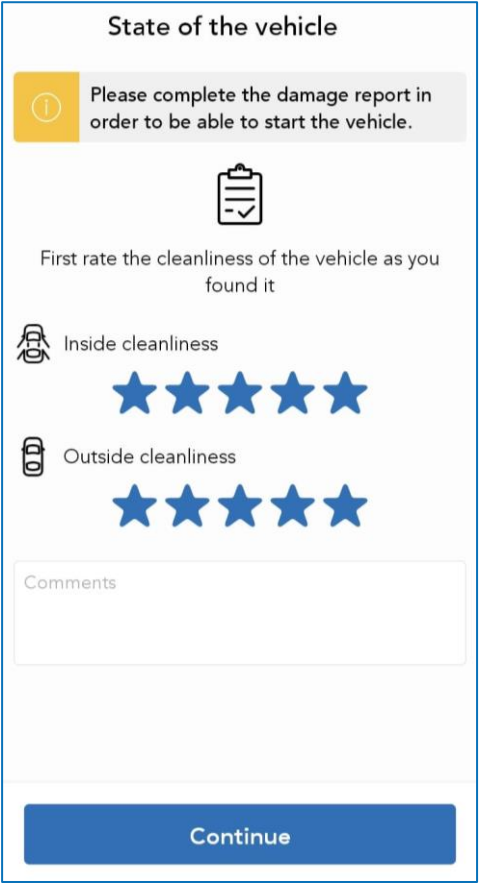 State of the vehicle
Please complete the damage report in
order to be able to start the vehicle.
First rate the cleanliness of the vehicle as you
found it
Inside cleanliness
Outside cleanliness
Comments
Continue